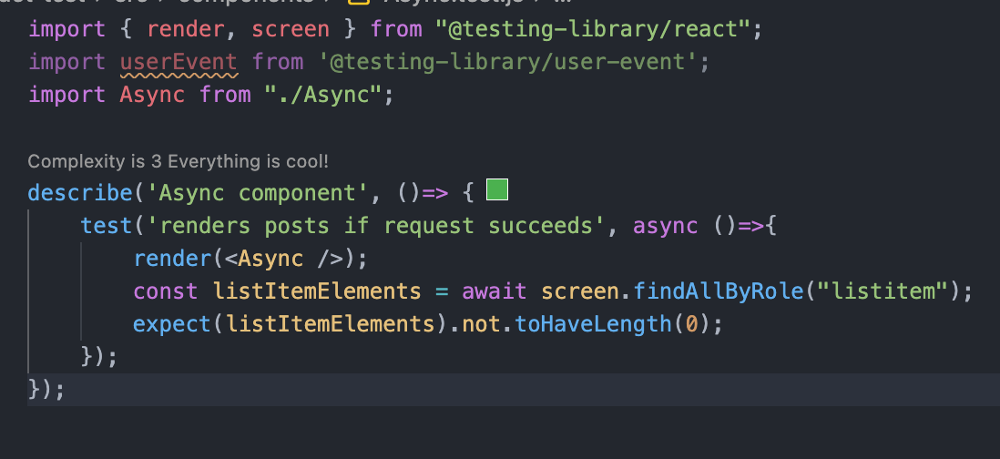 import { render, screen } from "@testing-library/react";
import userEvent from '@testing-library/user-event';
import Async from "./Async";
Complexity is 3 Everything is cool!
describe('Async component', ()=> {
    test('renders posts if request succeeds', async ()=>{
        render(<Async />);
        const listItemElements = await screen.findAllByRole("listitem");
        expect(listItemElements).not.toHaveLength(0);
    });
});